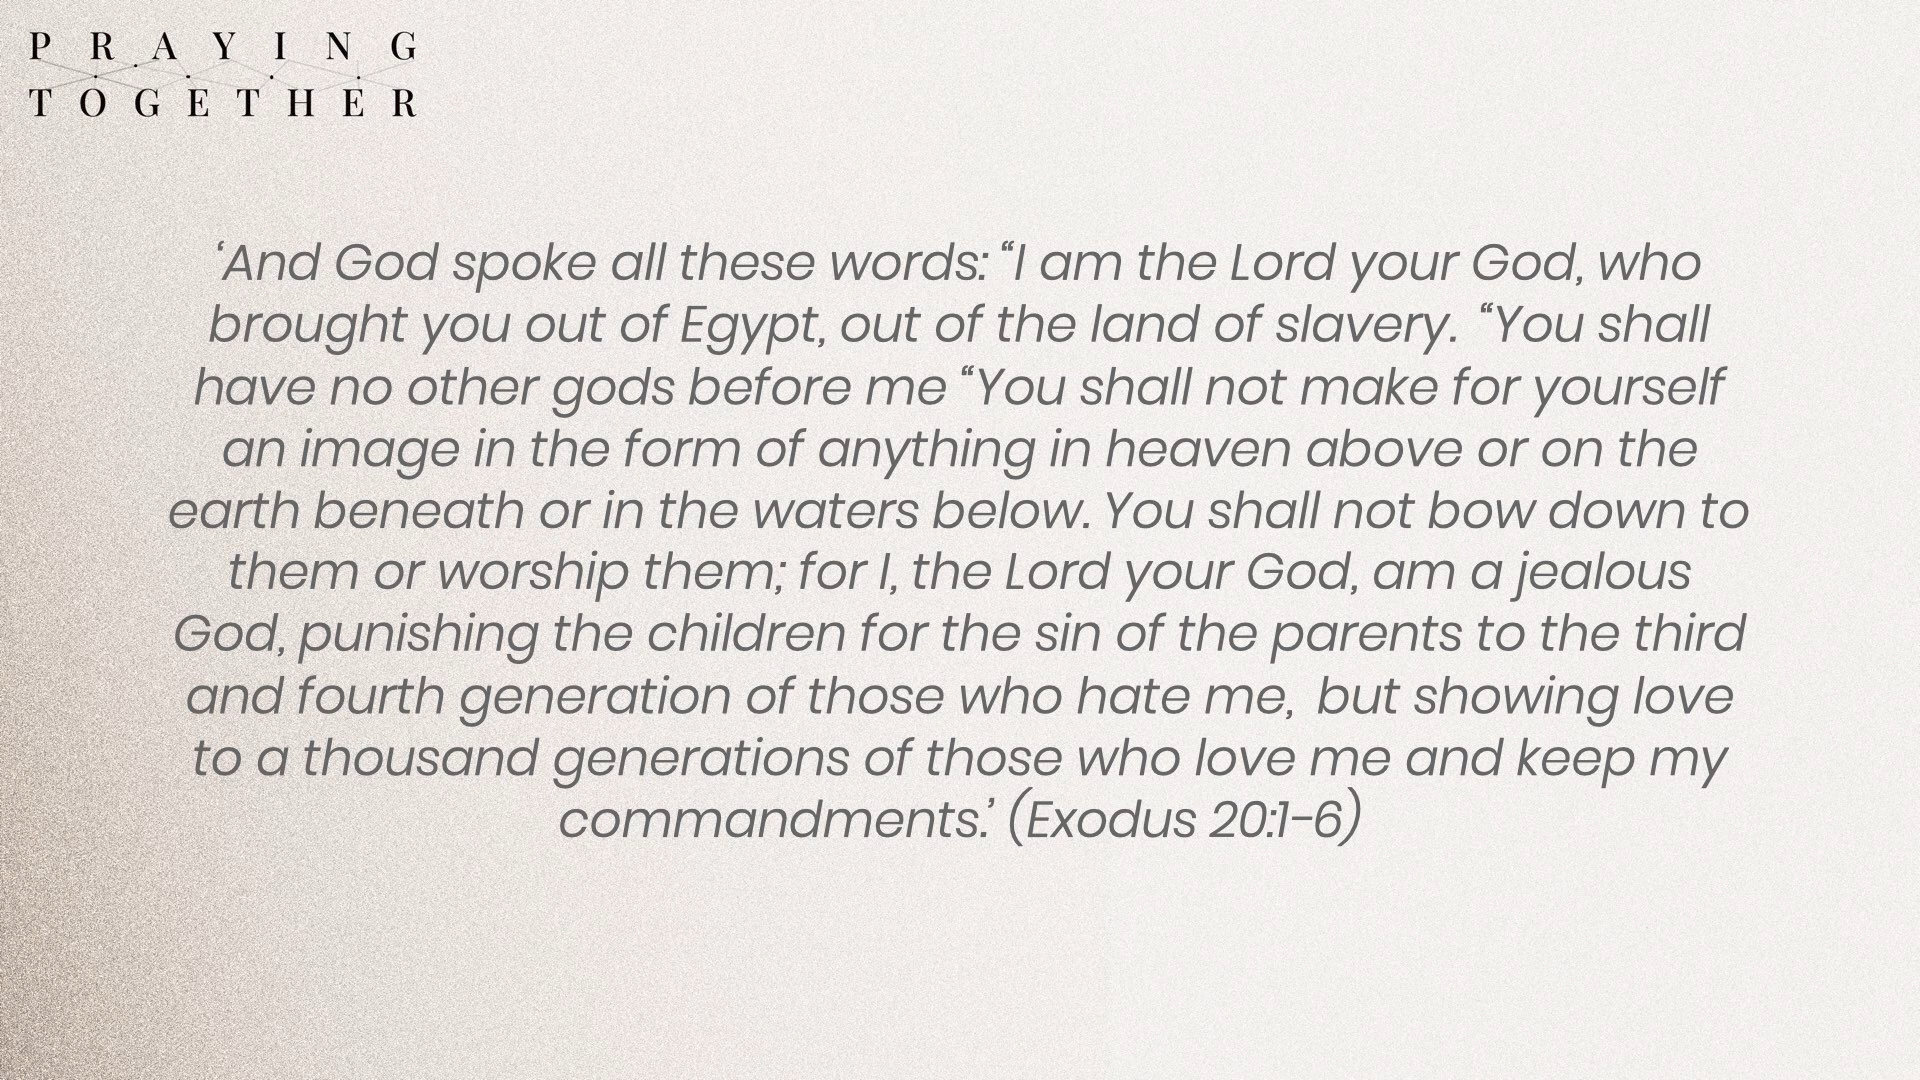 PRAYING
TOGETHER
‘And God spoke all these words: “I am the Lord your God, who
brought you out of Egypt, out of the land of slavery. “You shall
have no other gods before me “You shall not make for yourself
an image in the form of anything in heaven above or on the
earth beneath or in the waters below. You shall not bow down to
them or worship them; for I, the Lord your God, am a jealous
God, punishing the children for the sin of the parents to the third
and fourth generation of those who hate me, but showing love
to a thousand generations of those who love me and keep my
commandments.’ (Exodus 20:1-6)